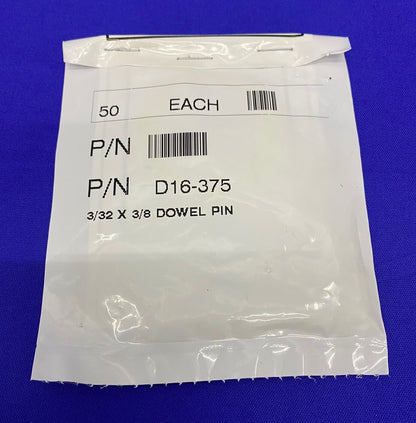 50 EACH
P/N
P/N D16-375
3/32 X 3/8 DOWEL PIN